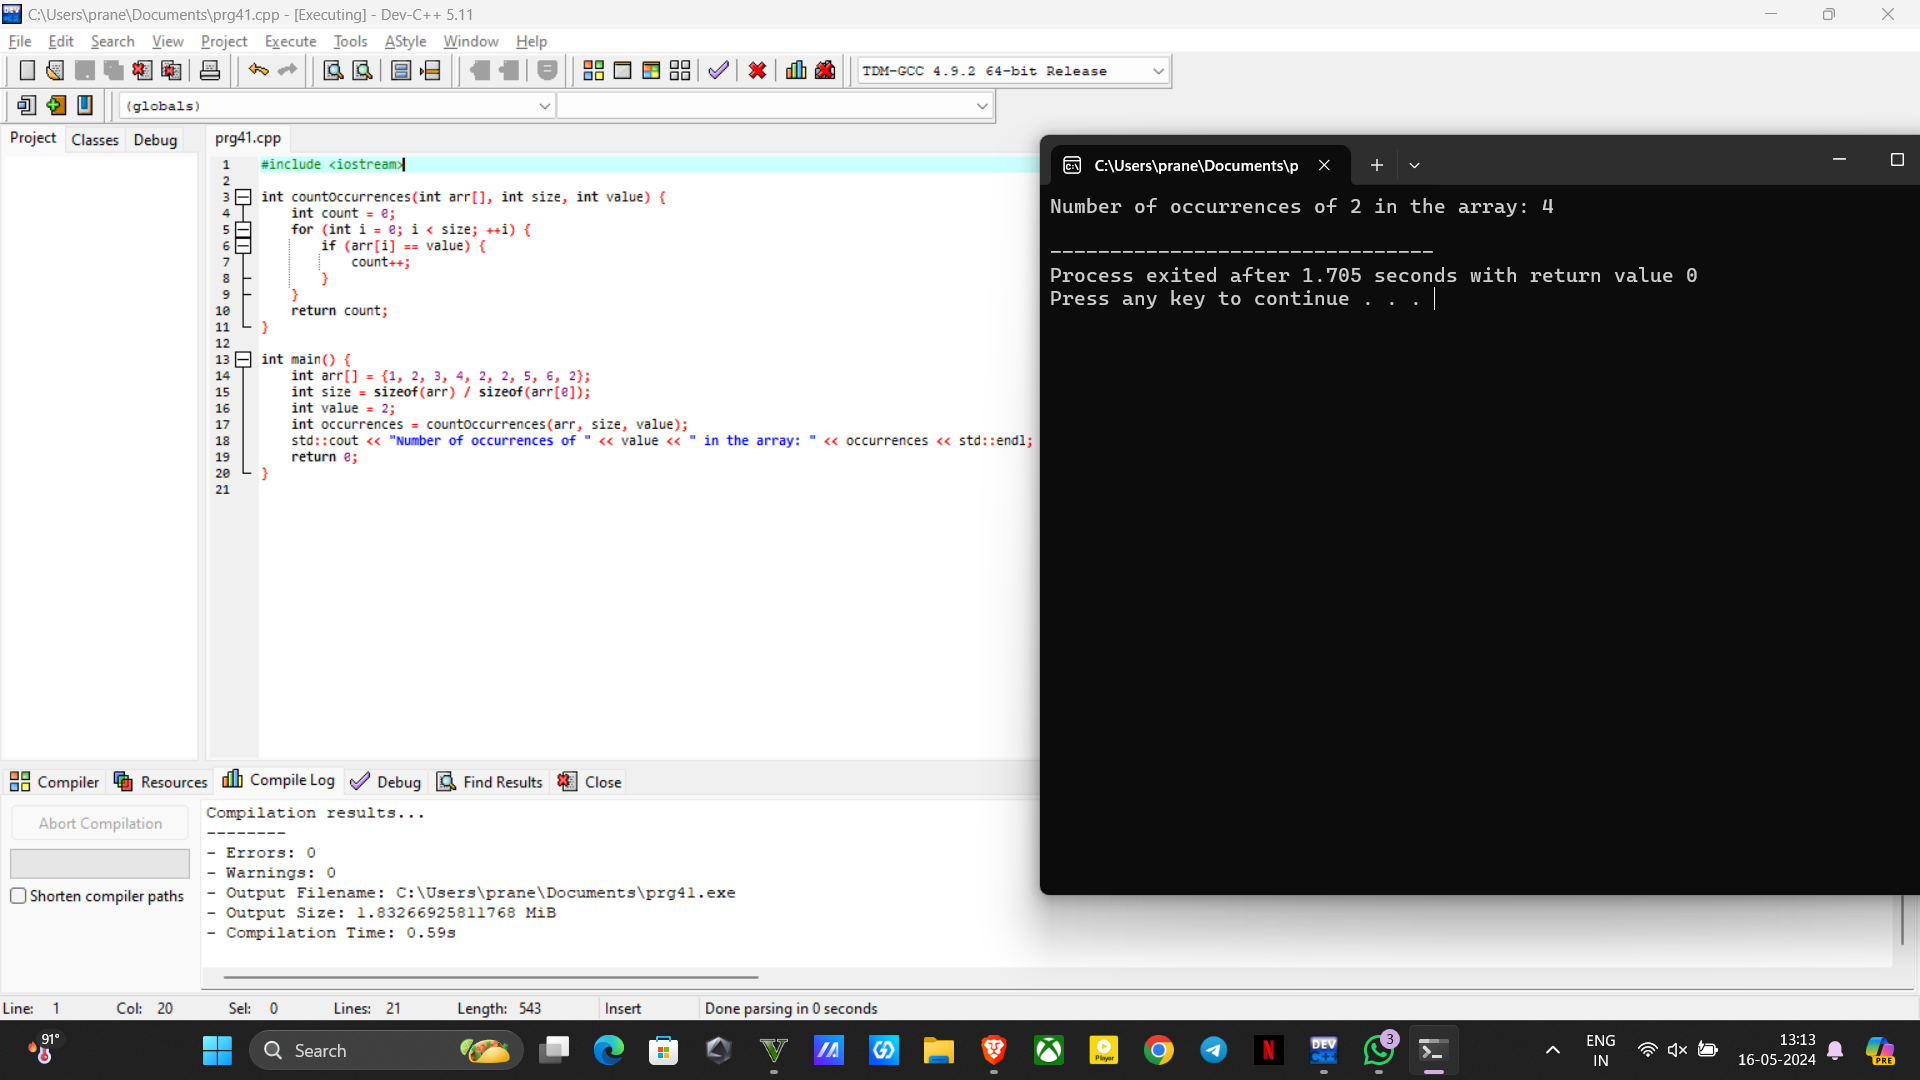 C:\Users\prane\Documents\prg41.cpp - [Executing] - Dev-C++ 5.11
File Edit Search View Project Execute Tools AStyle Window Help
TDM-GCC 4.9.2 64-bit Release
(globals)
Project Classes Debug
prg41.cpp
1 #include <iostream>
2
3 int countOccurrences(int arr[], int size, int value) {
4 int count = 0;
5 for (int i = 0; i < size; ++i) {
6 if (arr[i] == value) {
7 count++;
8 }
9 }
10 return count;
11 }
12
13 int main() {
14 int arr[] = {1, 2, 3, 4, 2, 2, 5, 6, 2};
15 int size = sizeof(arr) / sizeof(arr[0]);
16 int value = 2;
17 int occurrences = countOccurrences(arr, size, value);
18 std::cout << "Number of occurrences of " << value << " in the array: " << occurrences << std::endl;
19 return 0;
20 }
21
C:\Users\prane\Documents\p
Number of occurrences of 2 in the array: 4
--------------------------------
Process exited after 1.705 seconds with return value 0
Press any key to continue . . .
Compiler Resources Compile Log Debug Find Results Close
Abort Compilation
Shorten compiler paths
Compilation results...
--------
- Errors: 0
- Warnings: 0
- Output Filename: C:\Users\prane\Documents\prg41.exe
- Output Size: 1.83266925811768 MiB
- Compilation Time: 0.59s
Line: 1 Col: 20 Sel: 0 Lines: 21 Length: 543 Insert Done parsing in 0 seconds
91°
Search
Player
N
DEV
3
ENG
IN
13:13
16-05-2024
PRE